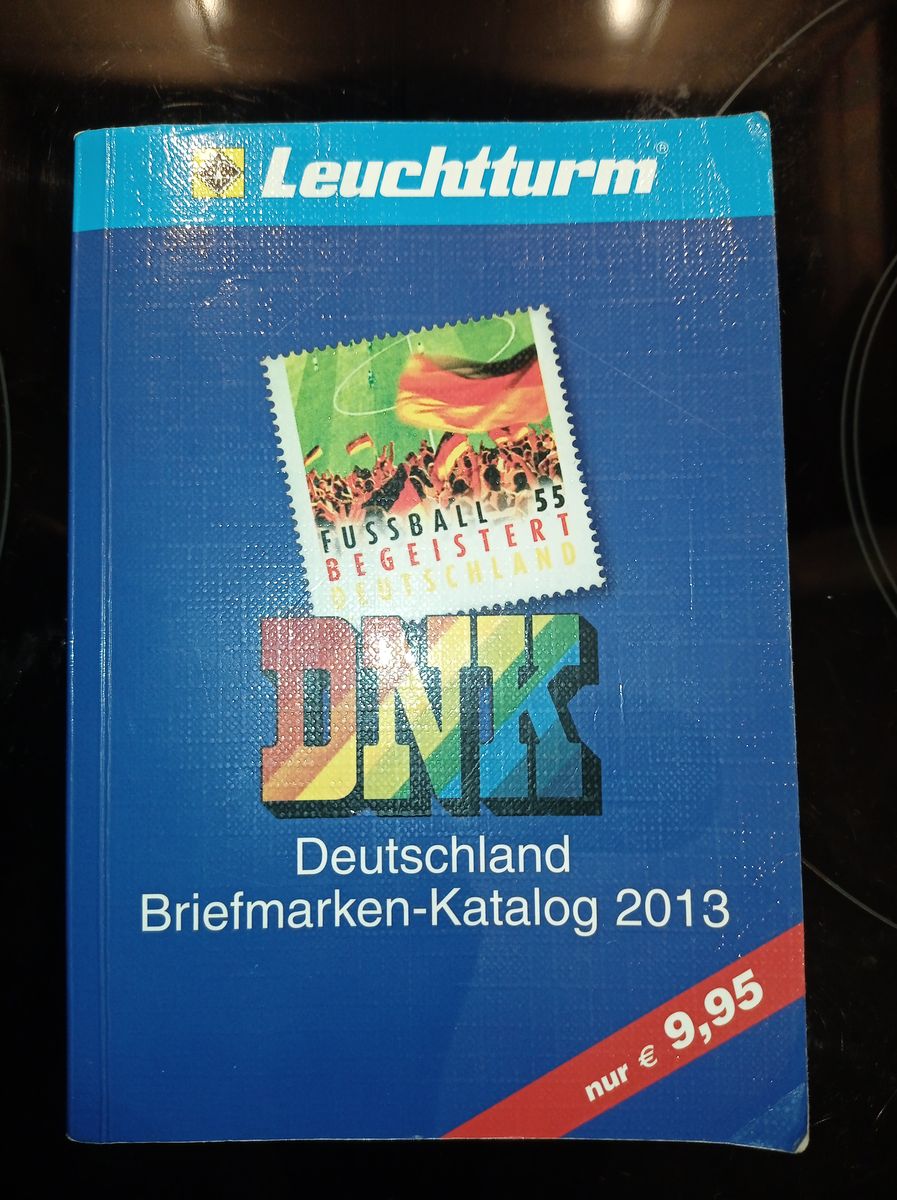 Leuchtturm®
FUSSBALL 55
BEGEISTERT
DEUTSCHLAND
DNK
Deutschland
Briefmarken-Katalog 2013
nur € 9,95